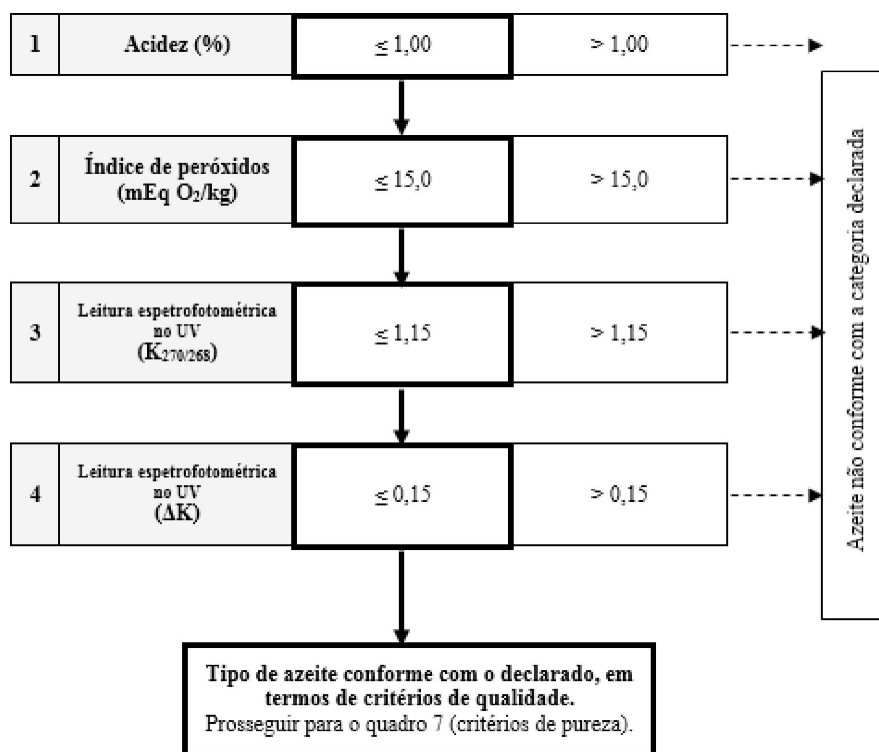 1 Acidez (%) ≤ 1,00 > 1,00
2 Índice de peróxidos (mEq O₂/kg) ≤ 15,0 > 15,0
3 Leitura espetrofotométrica no UV (K₂₇₀/₂₆₈) ≤ 1,15 > 1,15
4 Leitura espetrofotométrica no UV (ΔK) ≤ 0,15 > 0,15
Azeite não conforme com a categoria declarada
Tipo de azeite conforme com o declarado, em
termos de critérios de qualidade.
Prosseguir para o quadro 7 (critérios de pureza).